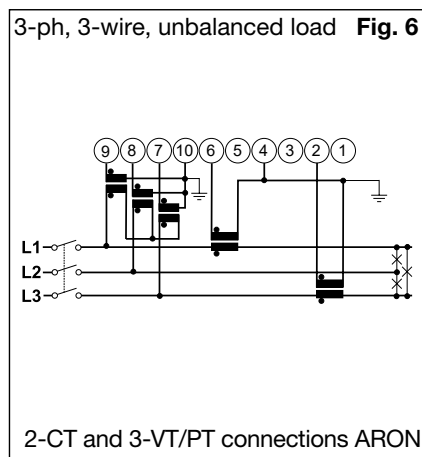 3-ph, 3-wire, unbalanced load Fig. 6
9 8 7 10 6 5 4 3 2 1
L1
L2
L3
2-CT and 3-VT/PT connections ARON